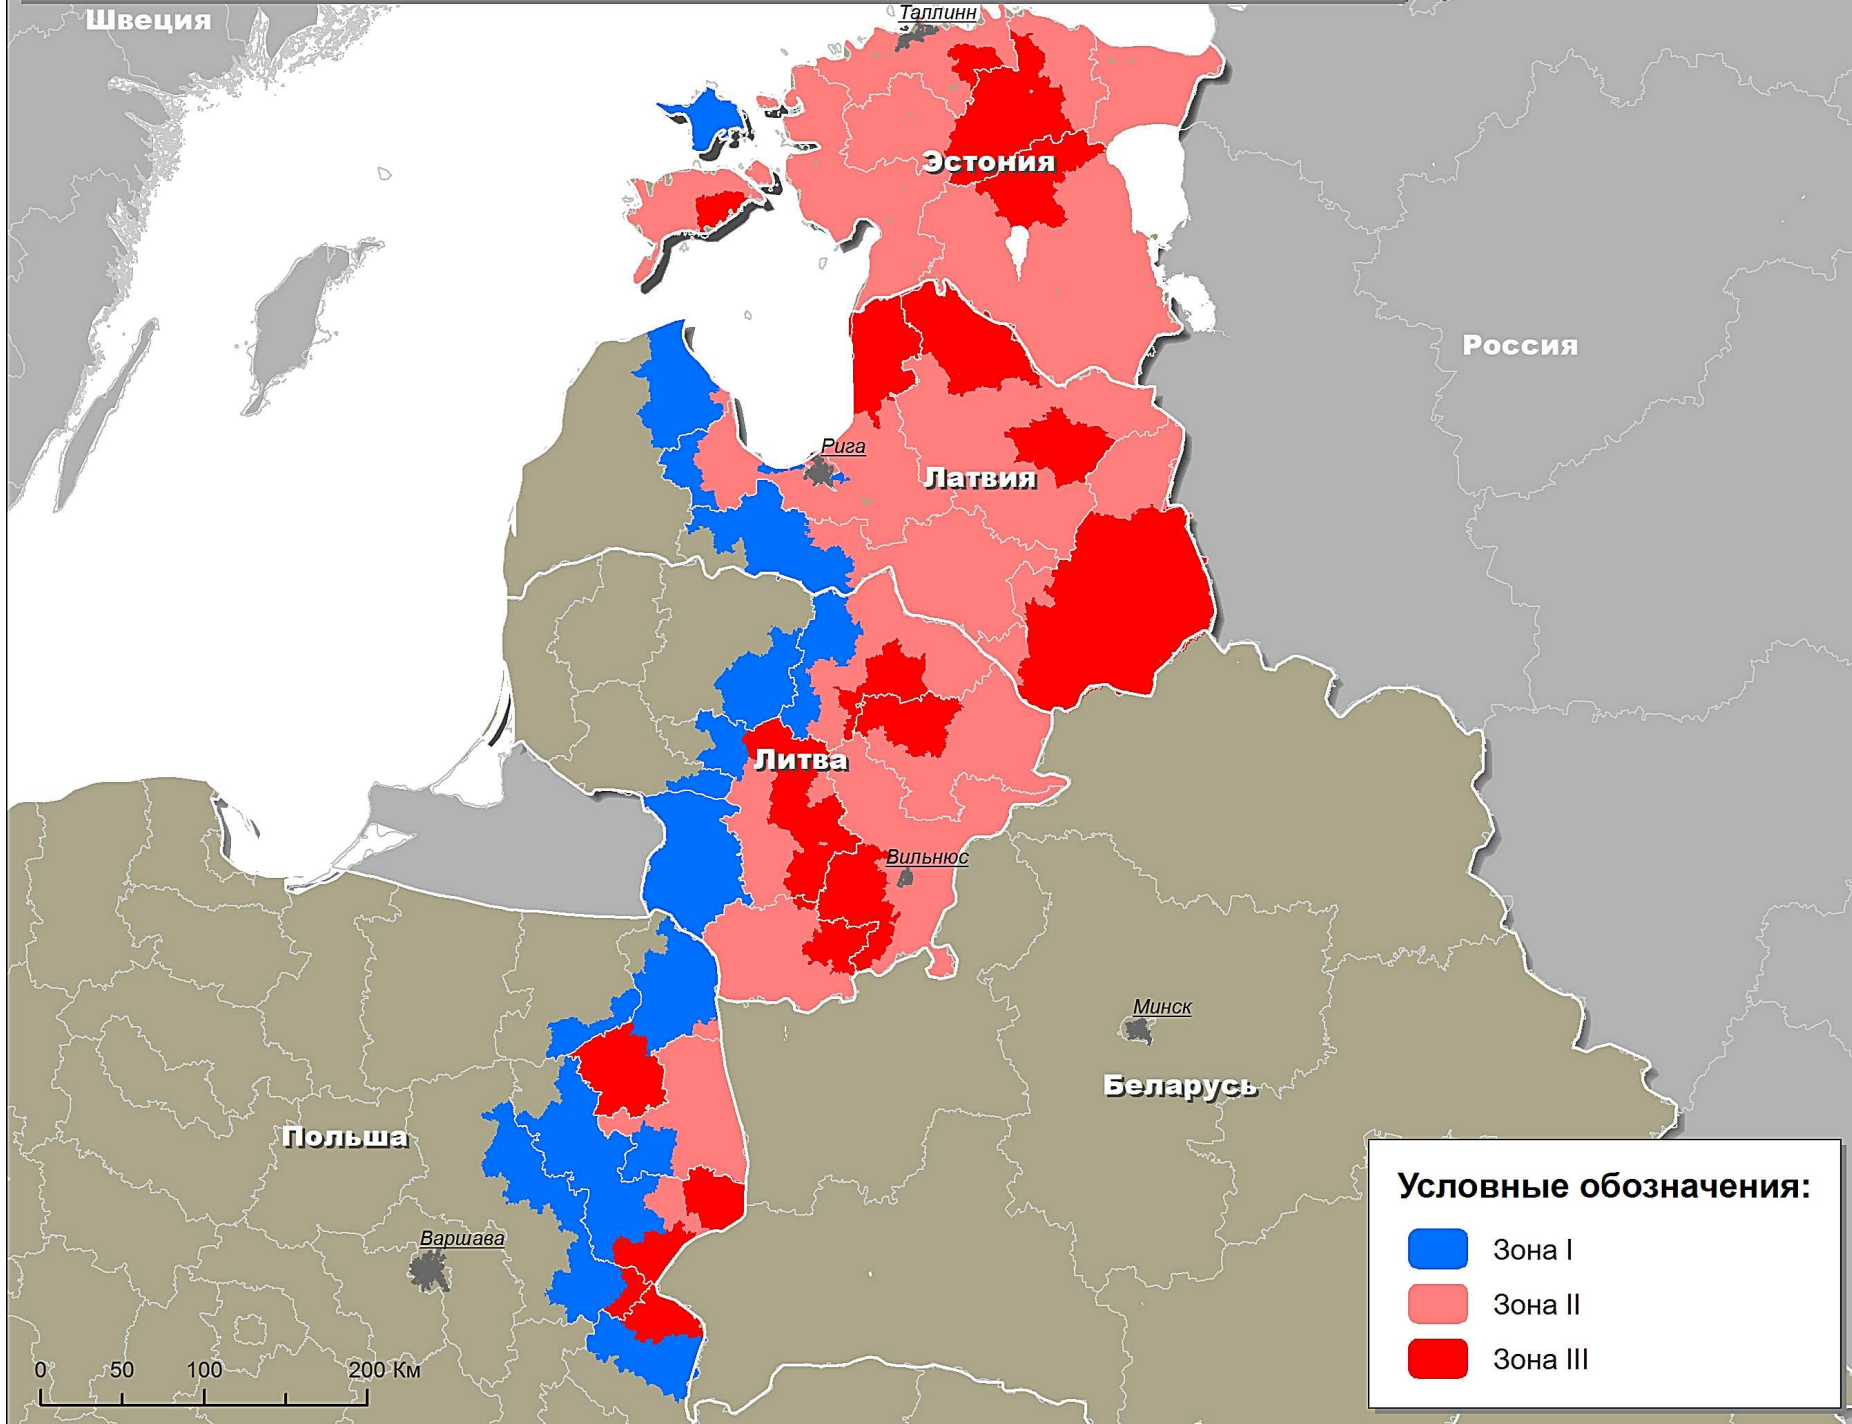 Швеция
Таллинн
Эстония
Россия
Рига
Латвия
Литва
Вильнюс
Минск
Беларусь
Польша
Варшава
Условные обозначения:
Зона I
Зона II
Зона III
0 50 100 200 Км